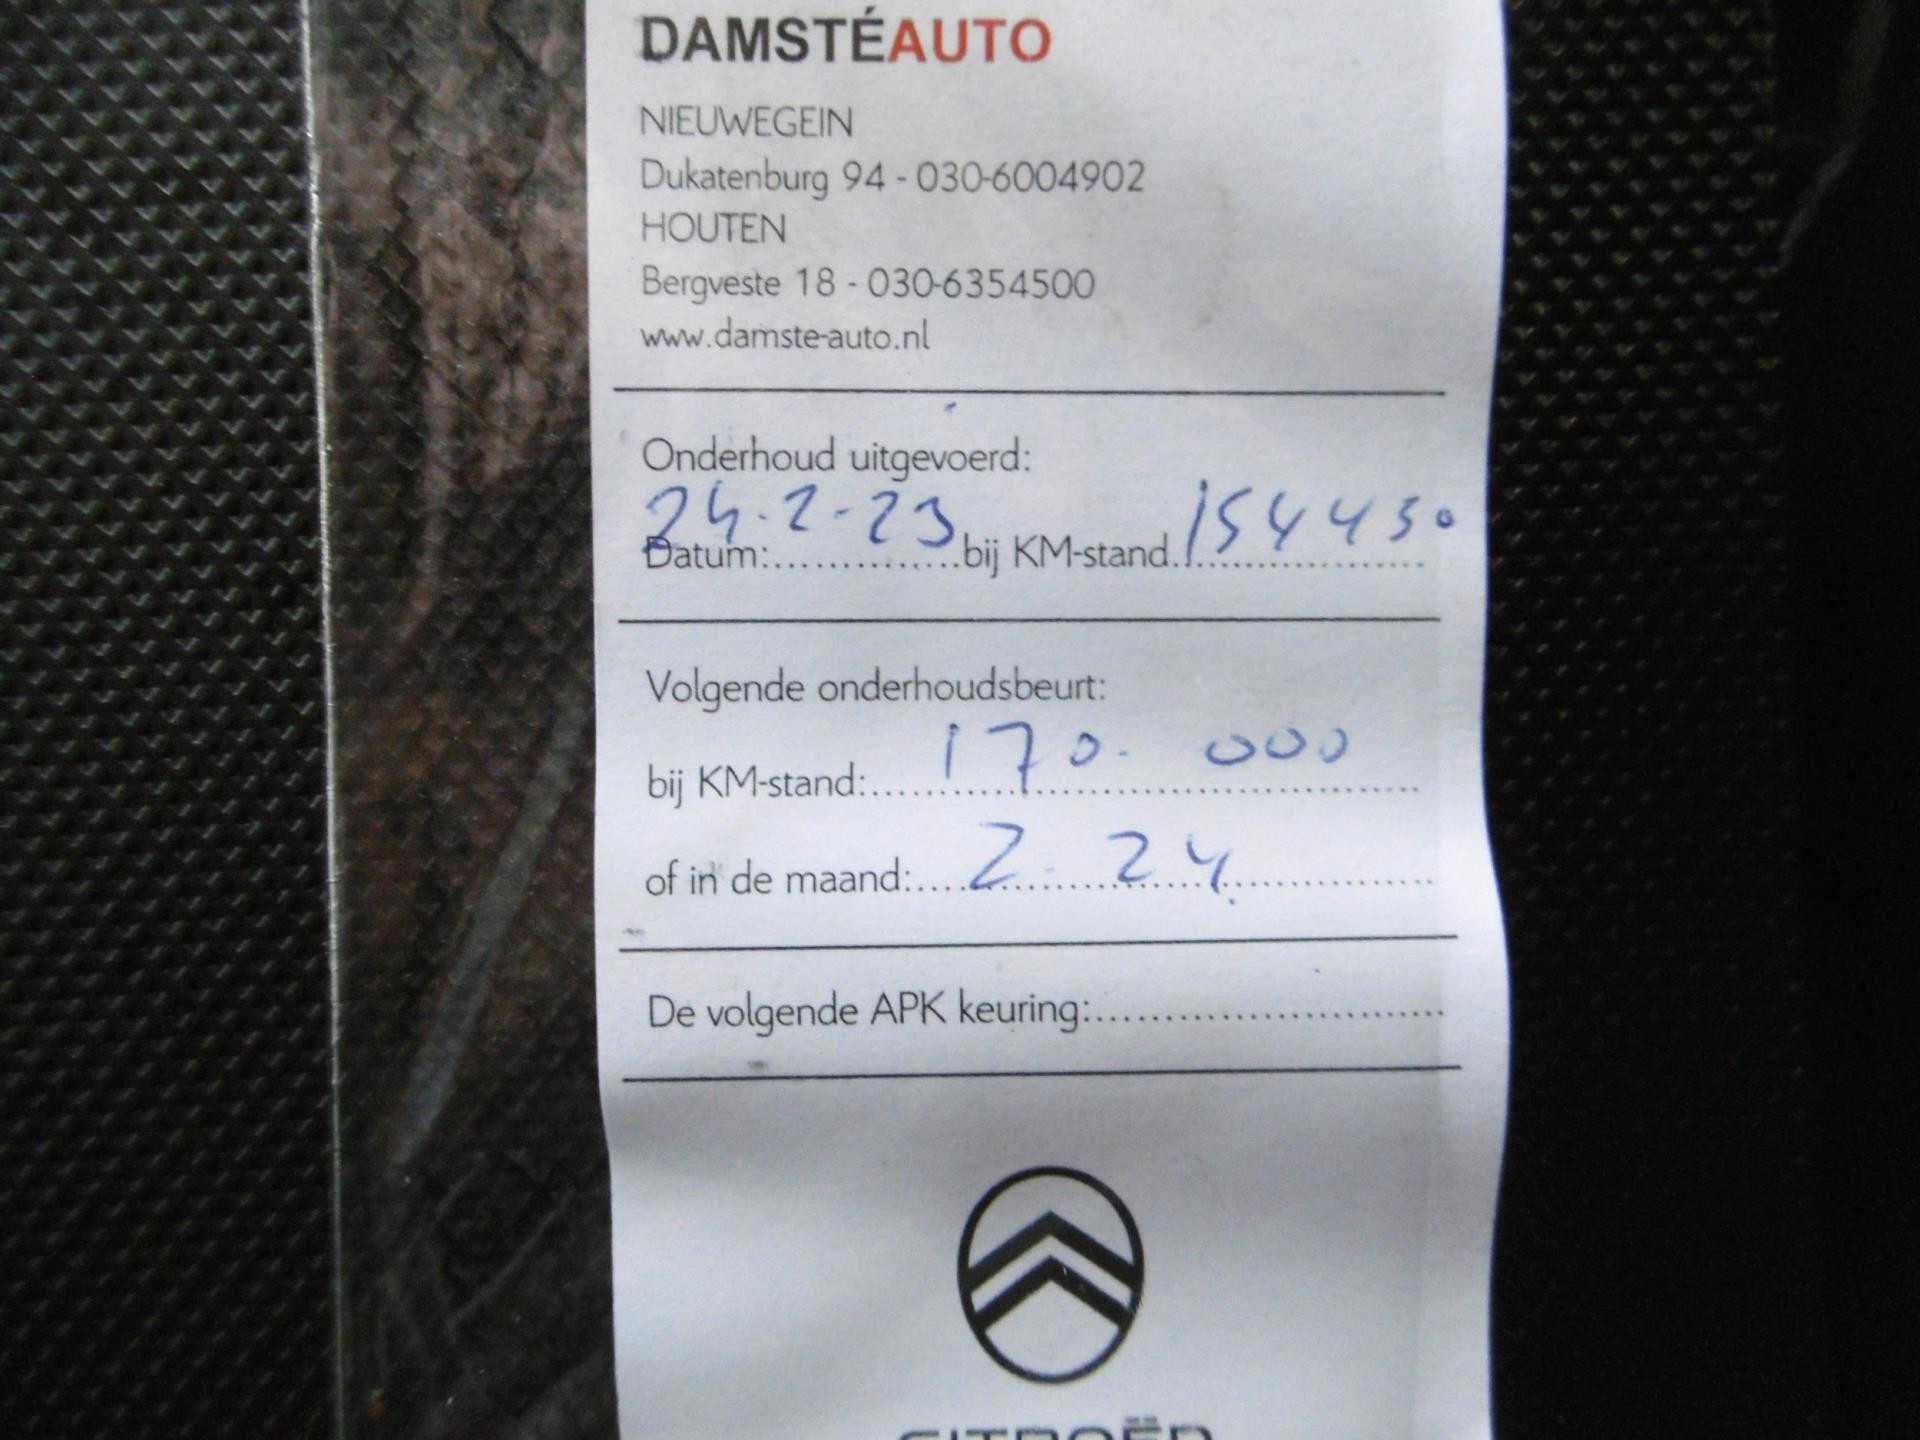 DAMSTÉAUTO
NIEUWEGEIN
Dukatenburg 94 - 030-6004902
HOUTEN
Bergveste 18 - 030-6354500
www.damste-auto.nl
Onderhoud uitgevoerd:
Datum: 24-2-23 bij KM-stand. 154430
Volgende onderhoudsbeurt:
bij KM-stand: 170.000
of in de maand: 2-24
De volgende APK keuring:
CITROËN